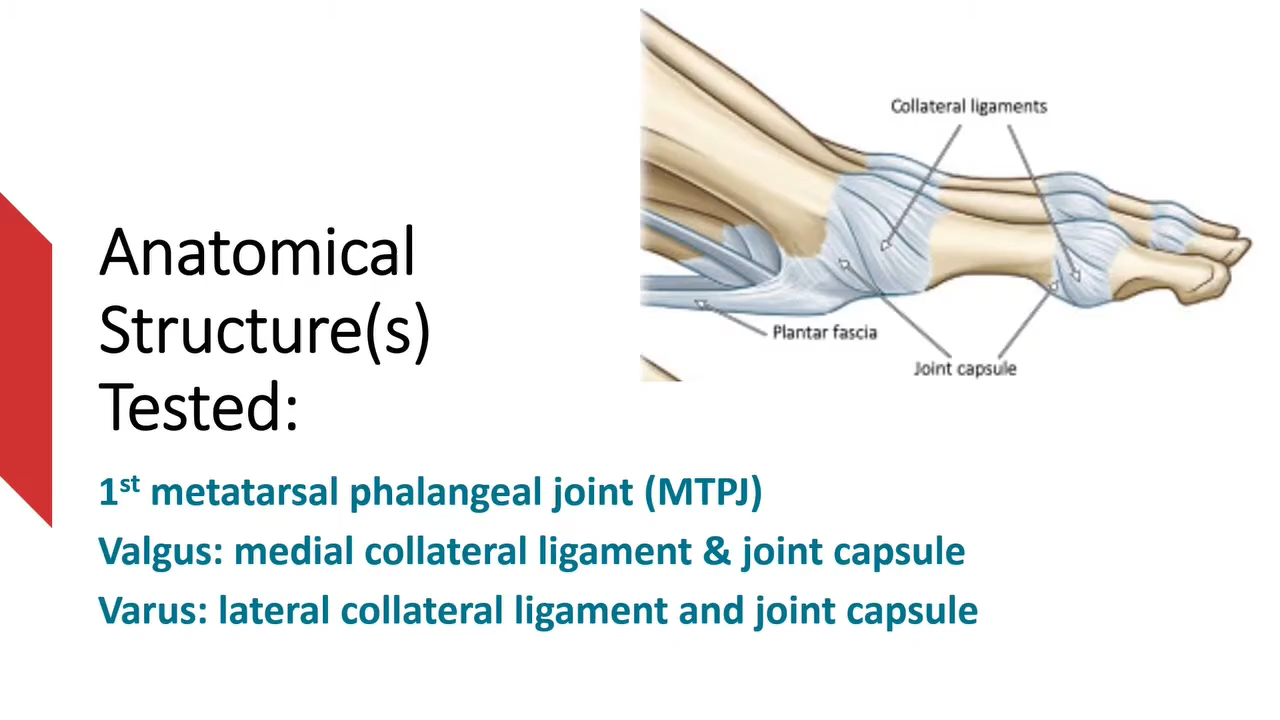 Collateral ligaments
Plantar fascia
Joint capsule
Anatomical
Structure(s)
Tested:
1st metatarsal phalangeal joint (MTPJ)
Valgus: medial collateral ligament & joint capsule
Varus: lateral collateral ligament and joint capsule